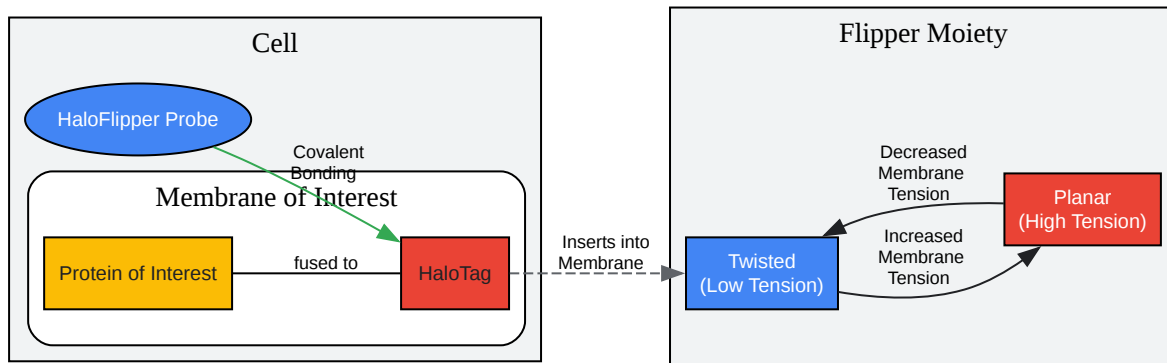 Cell
HaloFlipper Probe
Covalent
Bonding
Membrane of Interest
Protein of Interest
fused to
HaloTag
Inserts into
Membrane
Flipper Moiety
Decreased
Membrane
Tension
Planar
(High Tension)
Increased
Membrane
Tension
Twisted
(Low Tension)